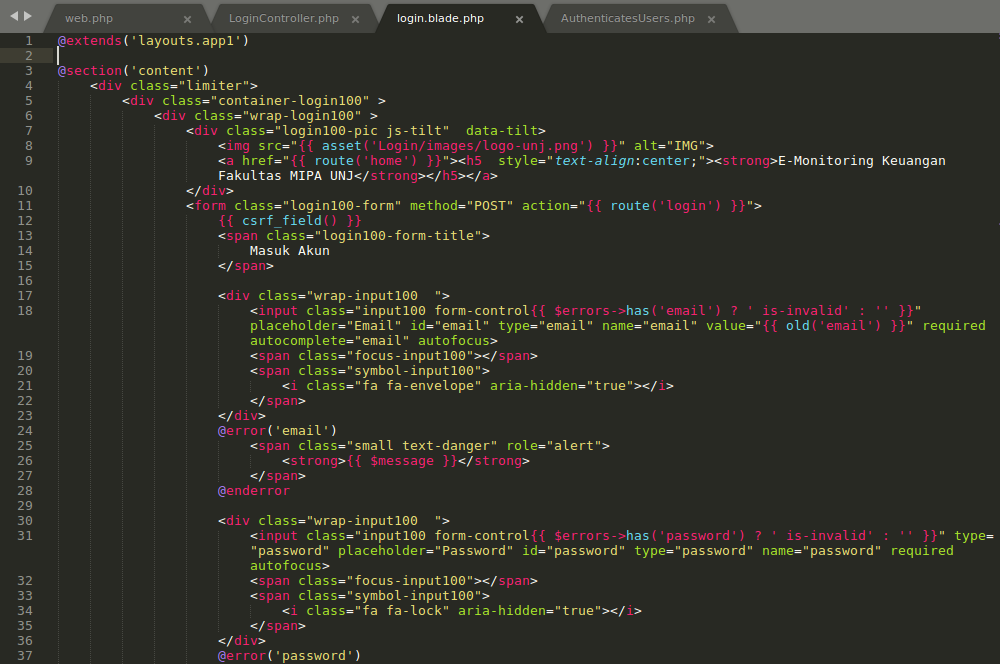 web.php × LoginController.php × login.blade.php × AuthenticatesUsers.php ×
1 @extends('layouts.app1')
2
3 @section('content')
4 <div class="limiter">
5 <div class="container-login100" >
6 <div class="wrap-login100" >
7 <div class="login100-pic js-tilt"  data-tilt>
8 <img src="{{ asset('Login/images/logo-unj.png') }}" alt="IMG">
9 <a href="{{ route('home') }}"><h5  style="text-align:center;"><strong>E-Monitoring Keuangan
Fakultas MIPA UNJ</strong></h5></a>
10 </div>
11 <form class="login100-form" method="POST" action="{{ route('login') }}">
12 {{ csrf_field() }}
13 <span class="login100-form-title">
14 Masuk Akun
15 </span>
16
17 <div class="wrap-input100  ">
18 <input class="input100 form-control{{ $errors->has('email') ? ' is-invalid' : '' }}"
placeholder="Email" id="email" type="email" name="email" value="{{ old('email') }}" required
autocomplete="email" autofocus>
19 <span class="focus-input100"></span>
20 <span class="symbol-input100">
21 <i class="fa fa-envelope" aria-hidden="true"></i>
22 </span>
23 </div>
24 @error('email')
25 <span class="small text-danger" role="alert">
26 <strong>{{ $message }}</strong>
27 </span>
28 @enderror
29
30 <div class="wrap-input100  ">
31 <input class="input100 form-control{{ $errors->has('password') ? ' is-invalid' : '' }}" type=
"password" placeholder="Password" id="password" type="password" name="password" required
autofocus>
32 <span class="focus-input100"></span>
33 <span class="symbol-input100">
34 <i class="fa fa-lock" aria-hidden="true"></i>
35 </span>
36 </div>
37 @error('password')